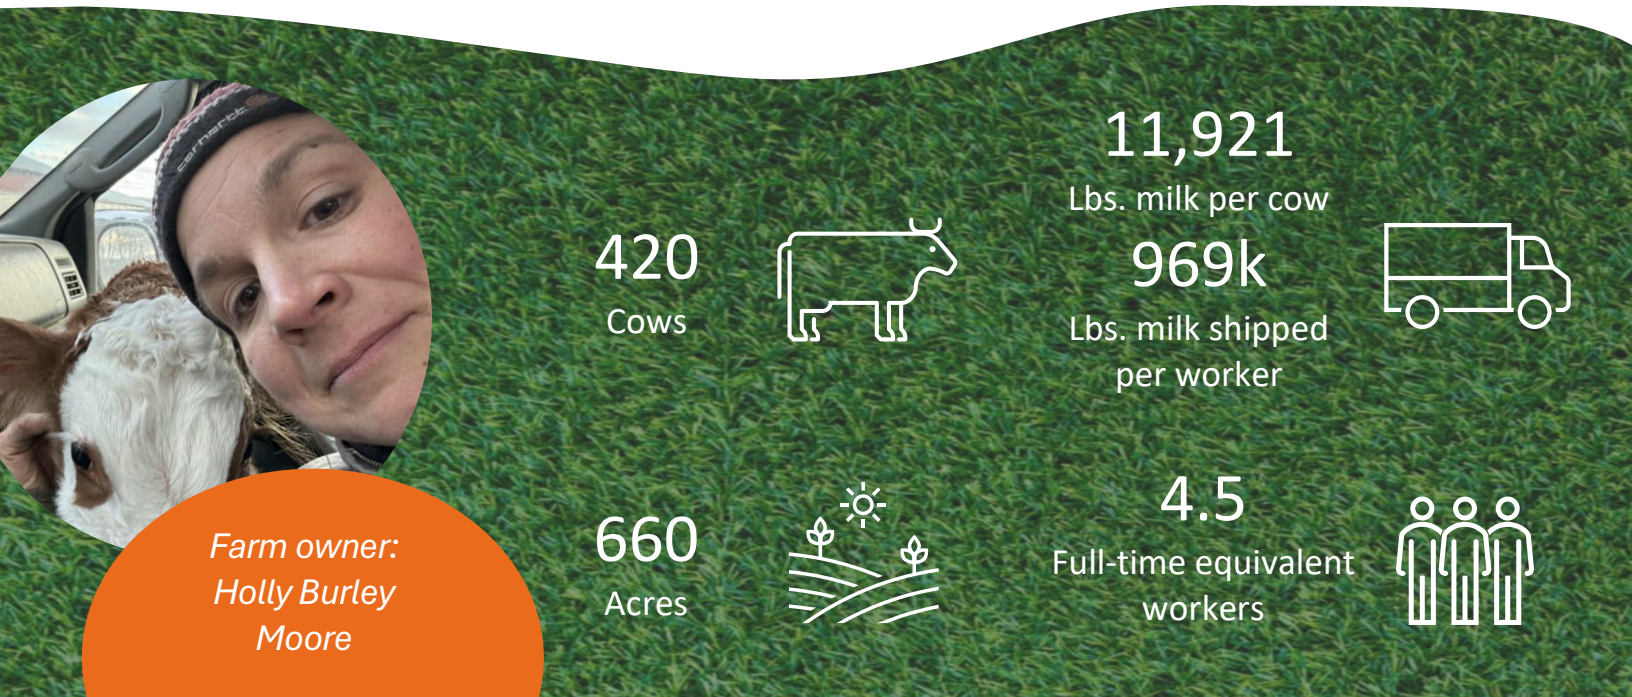 carhartt
420
Cows
11,921
Lbs. milk per cow
969k
Lbs. milk shipped
per worker
660
Acres
4.5
Full-time equivalent
workers
Farm owner:
Holly Burley
Moore